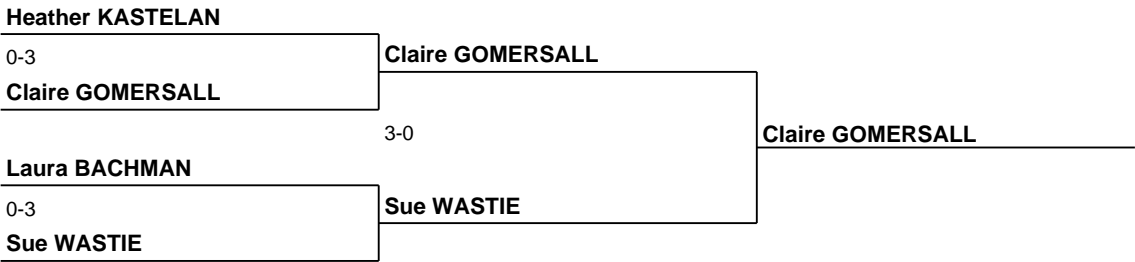 Heather KASTELAN
0-3
Claire GOMERSALL
Claire GOMERSALL
3-0
Claire GOMERSALL
Laura BACHMAN
0-3
Sue WASTIE
Sue WASTIE